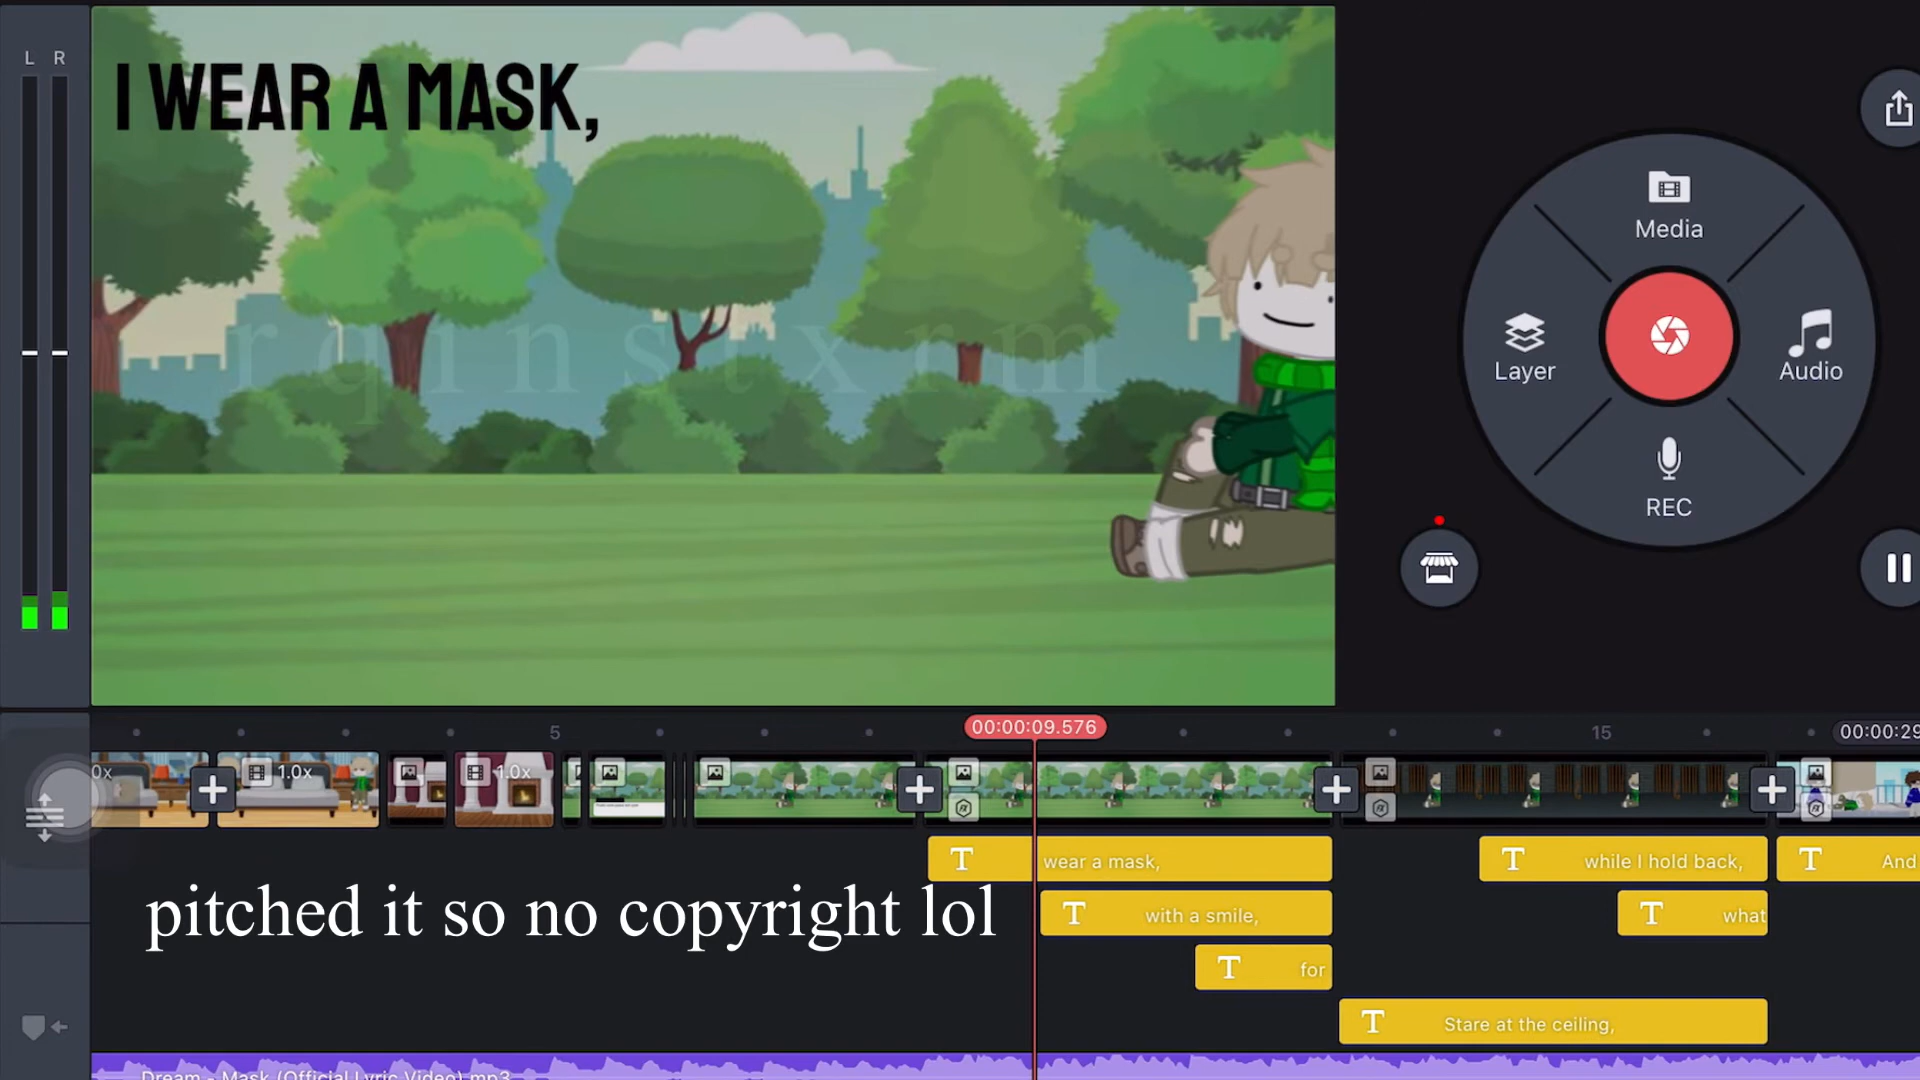 L R
I WEAR A MASK,
r q i n s t x r m
Media
Layer
Audio
REC
5
00:00:09.576
15
00:00:29
0x
1.0x
1.0x
T wear a mask,
T while I hold back,
T And
pitched it so no copyright lol
T with a smile,
T what
T for
T Stare at the ceiling,
Dream - Mask (Official Lyric Video).mp3